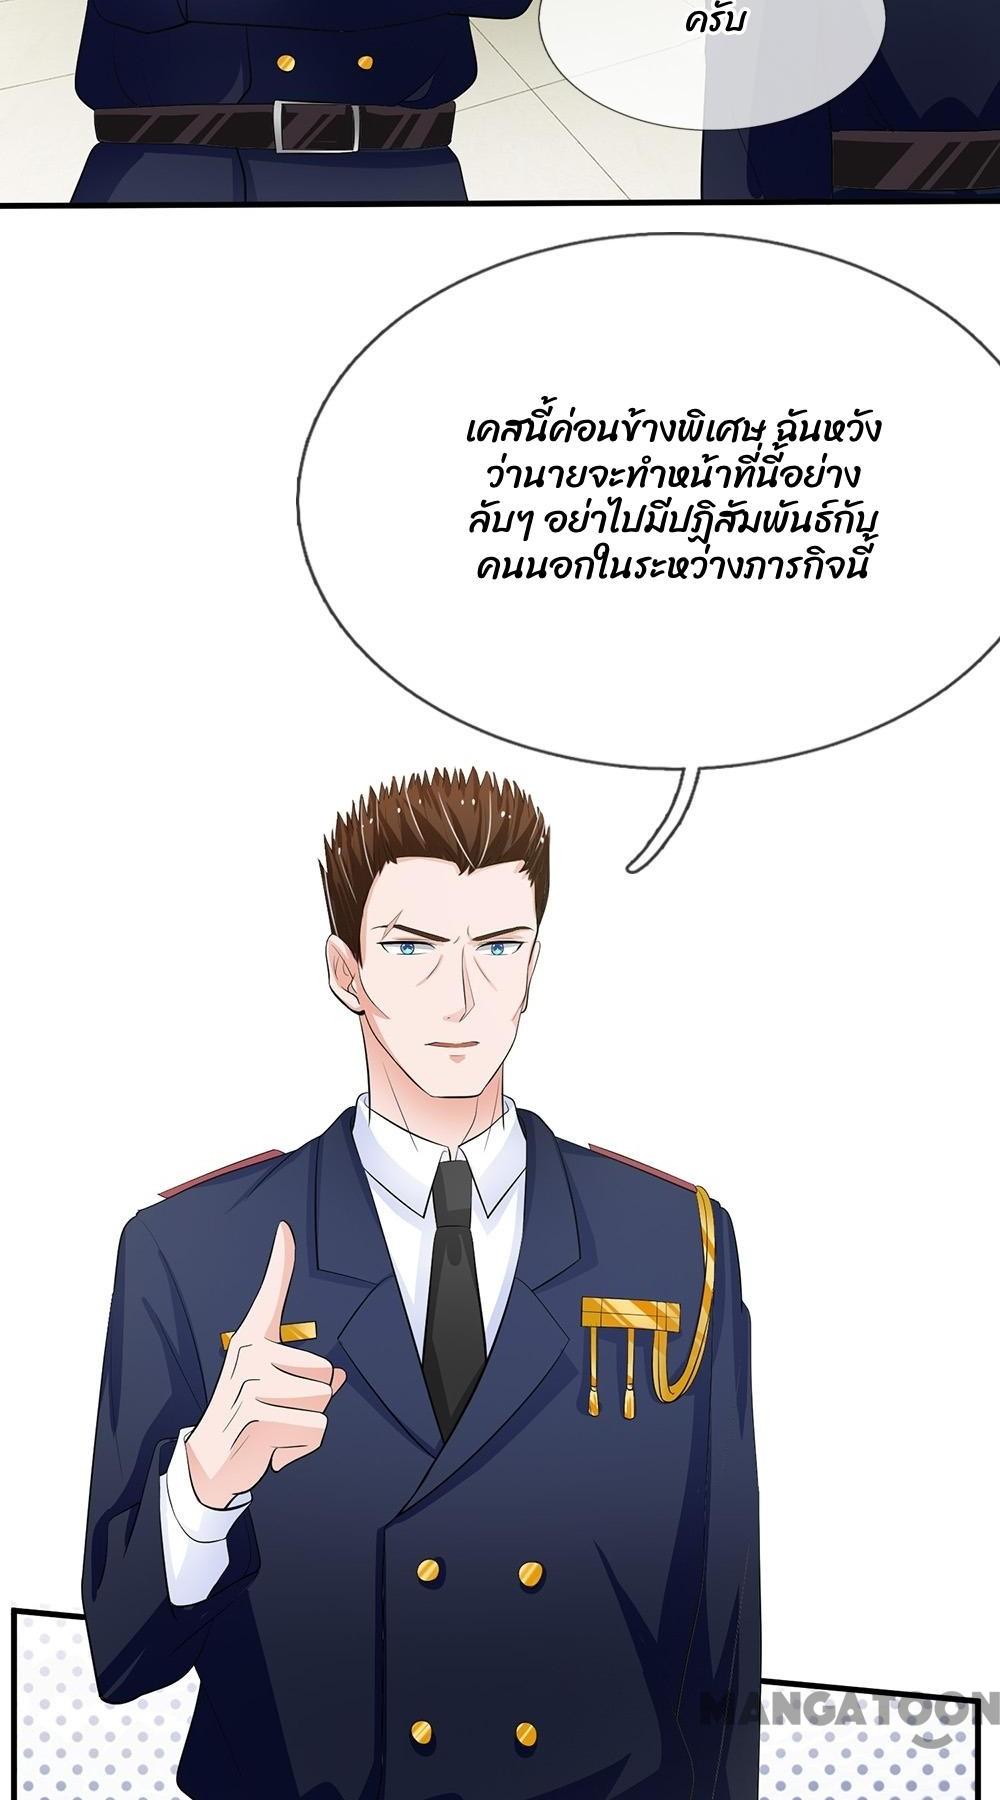 ครับ
เคสนี้ค่อนข้างพิเศษ ฉันหวัง
ว่านายจะทำหน้าที่นี้อย่าง
ลับๆ อย่าไปมีปฏิสัมพันธ์กับ
คนนอกในระหว่างภารกิจนี้
MANGATOON